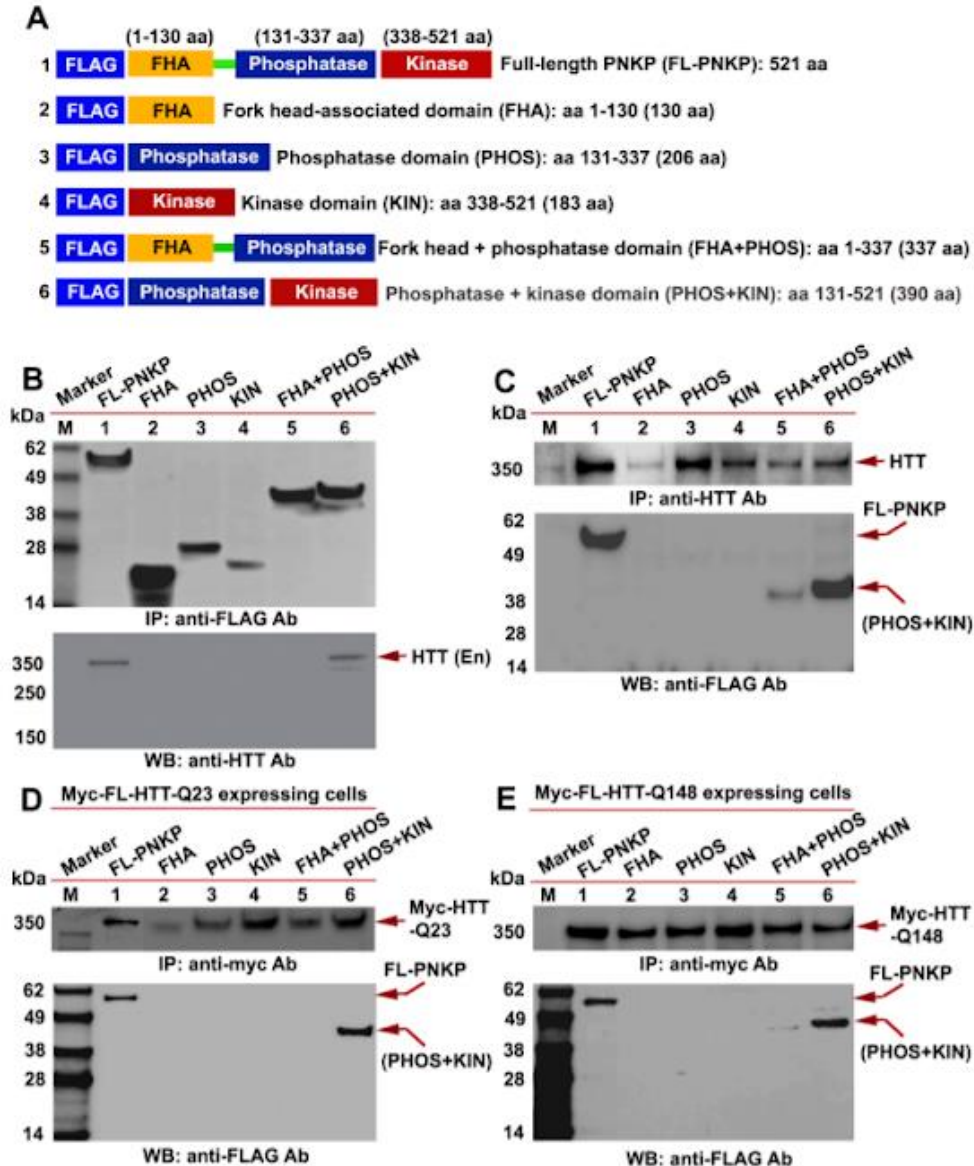 A
(1-130 aa) (131-337 aa) (338-521 aa)
1 FLAG FHA Phosphatase Kinase Full-length PNKP (FL-PNKP): 521 aa
2 FLAG FHA Fork head-associated domain (FHA): aa 1-130 (130 aa)
3 FLAG Phosphatase Phosphatase domain (PHOS): aa 131-337 (206 aa)
4 FLAG Kinase Kinase domain (KIN): aa 338-521 (183 aa)
5 FLAG FHA Phosphatase Fork head + phosphatase domain (FHA+PHOS): aa 1-337 (337 aa)
6 FLAG Phosphatase Kinase Phosphatase + kinase domain (PHOS+KIN): aa 131-521 (390 aa)
B
Marker FL-PNKP FHA PHOS KIN FHA+PHOS PHOS+KIN
kDa
M 1 2 3 4 5 6
62
49
38
28
14
IP: anti-FLAG Ab
350 HTT (En)
250
150
WB: anti-HTT Ab
C
Marker FL-PNKP FHA PHOS KIN FHA+PHOS PHOS+KIN
kDa
M 1 2 3 4 5 6
350 HTT
IP: anti-HTT Ab
FL-PNKP
62
49
38
(PHOS+KIN)
28
14
WB: anti-FLAG Ab
D Myc-FL-HTT-Q23 expressing cells
Marker FL-PNKP FHA PHOS KIN FHA+PHOS PHOS+KIN
kDa
M 1 2 3 4 5 6
350 Myc-HTT
-Q23
IP: anti-myc Ab
FL-PNKP
62
49
38
(PHOS+KIN)
28
14
WB: anti-FLAG Ab
E Myc-FL-HTT-Q148 expressing cells
Marker FL-PNKP FHA PHOS KIN FHA+PHOS PHOS+KIN
kDa
M 1 2 3 4 5 6
350 Myc-HTT
-Q148
IP: anti-myc Ab
FL-PNKP
62
49
38
(PHOS+KIN)
28
14
WB: anti-FLAG Ab